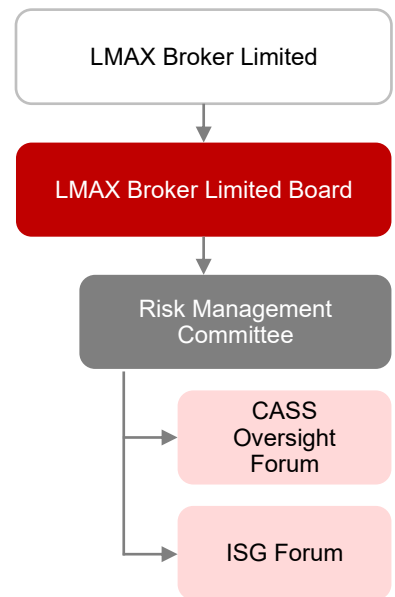 LMAX Broker Limited
LMAX Broker Limited Board
Risk Management
Committee
CASS
Oversight
Forum
ISG Forum